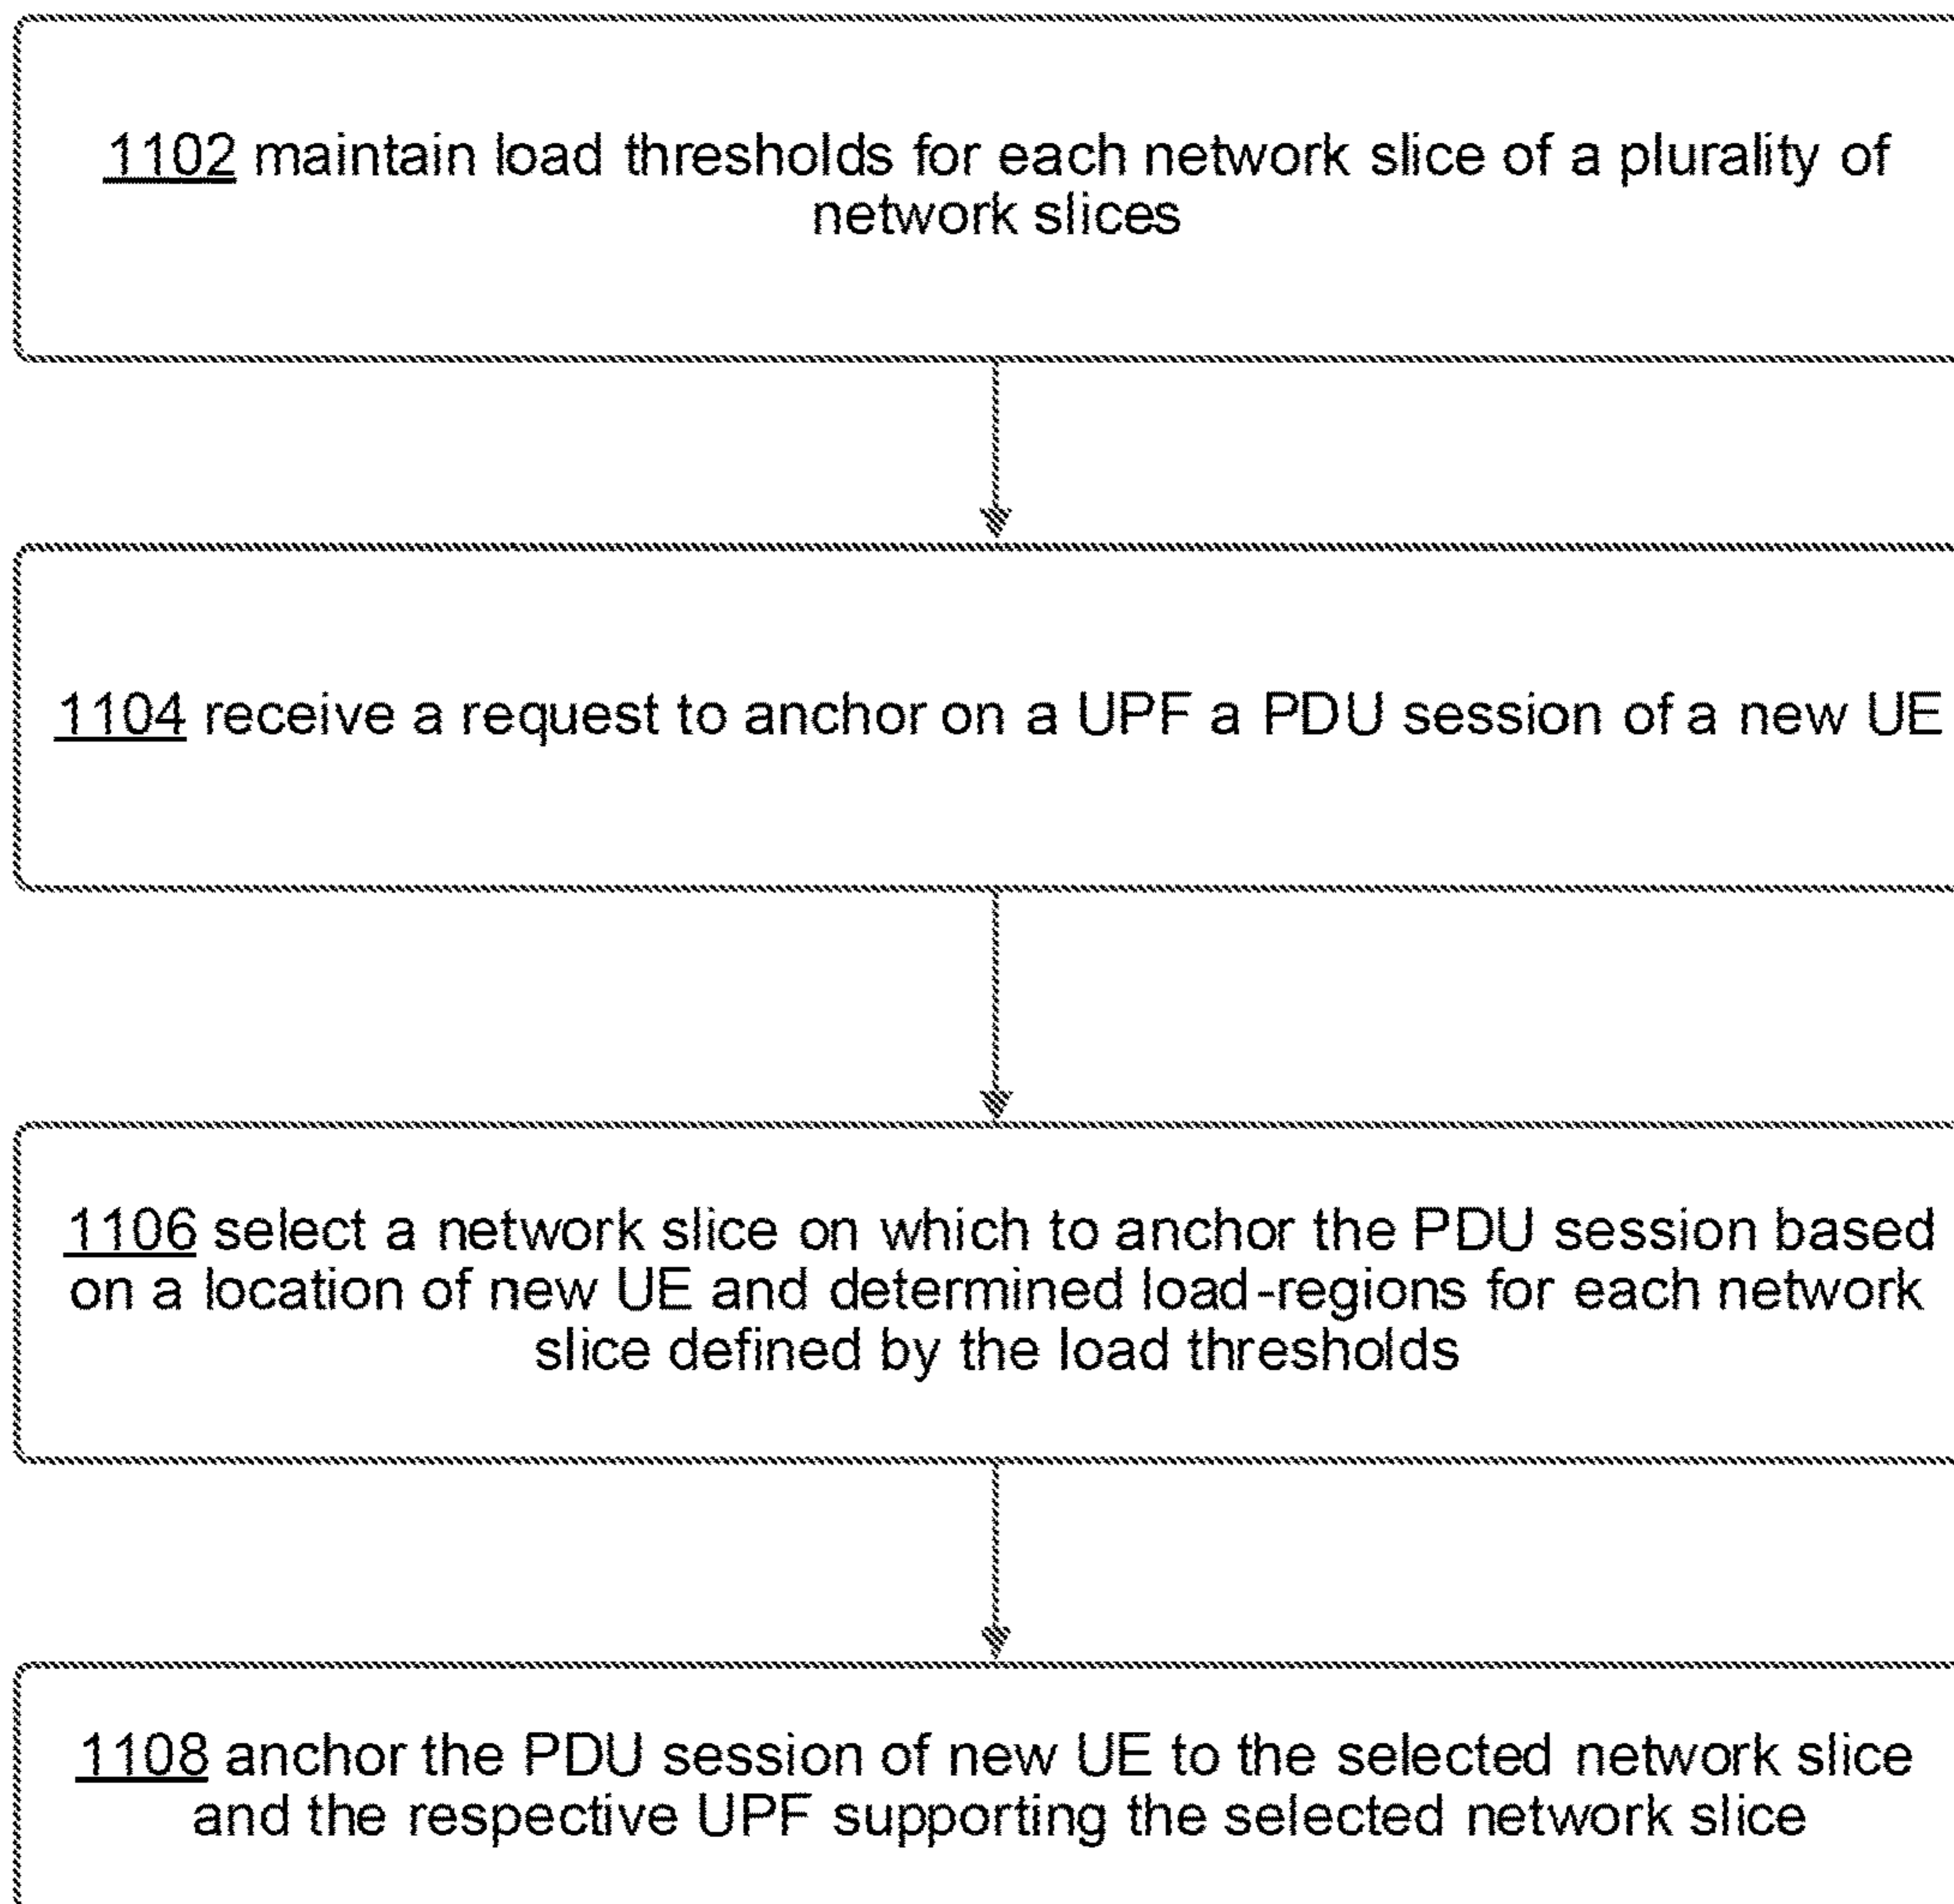 1102 maintain load thresholds for each network slice of a plurality of
network slices
1104 receive a request to anchor on a UPF a PDU session of a new UE
1106 select a network slice on which to anchor the PDU session based
on a location of new UE and determined load-regions for each network
slice defined by the load thresholds
1108 anchor the PDU session of new UE to the selected network slice
and the respective UPF supporting the selected network slice